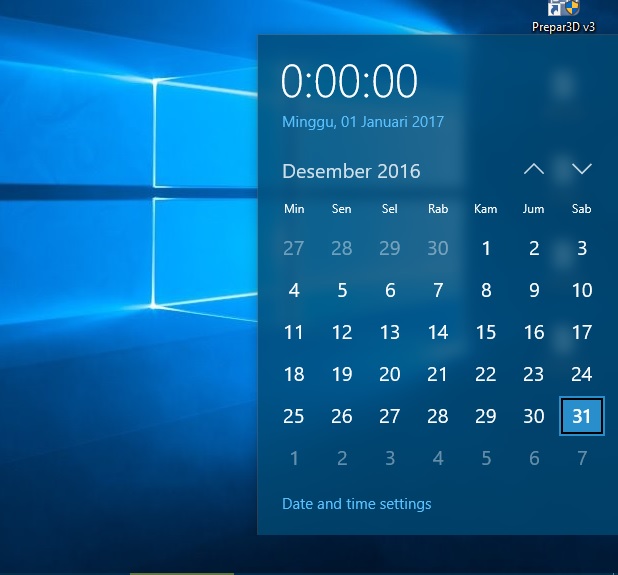 Prepar3D v3
0:00:00
Minggu, 01 Januari 2017
Desember 2016
Min Sen Sel Rab Kam Jum Sab
27 28 29 30 1 2 3
4 5 6 7 8 9 10
11 12 13 14 15 16 17
18 19 20 21 22 23 24
25 26 27 28 29 30 31
1 2 3 4 5 6 7
Date and time settings